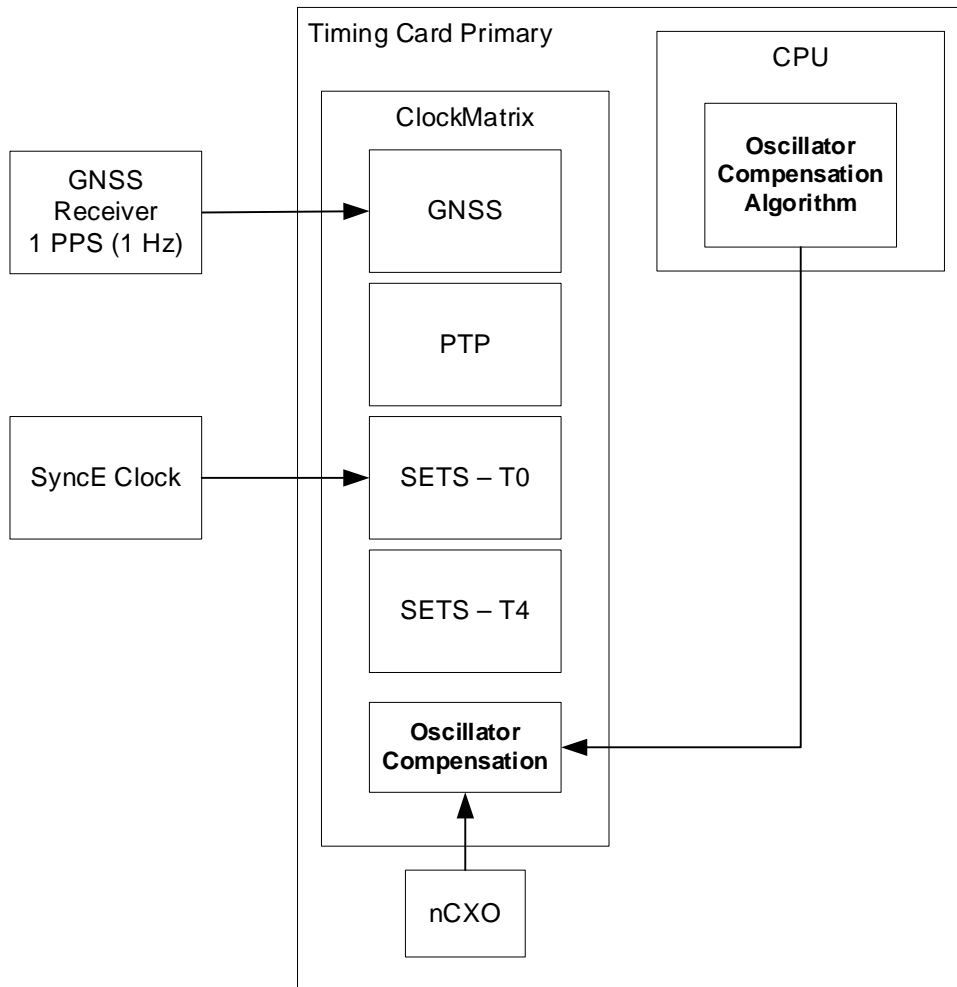 Timing Card Primary
CPU
Oscillator
Compensation
Algorithm
ClockMatrix
GNSS
Receiver
1 PPS (1 Hz)
GNSS
PTP
SyncE Clock
SETS – T0
SETS – T4
Oscillator
Compensation
nCXO